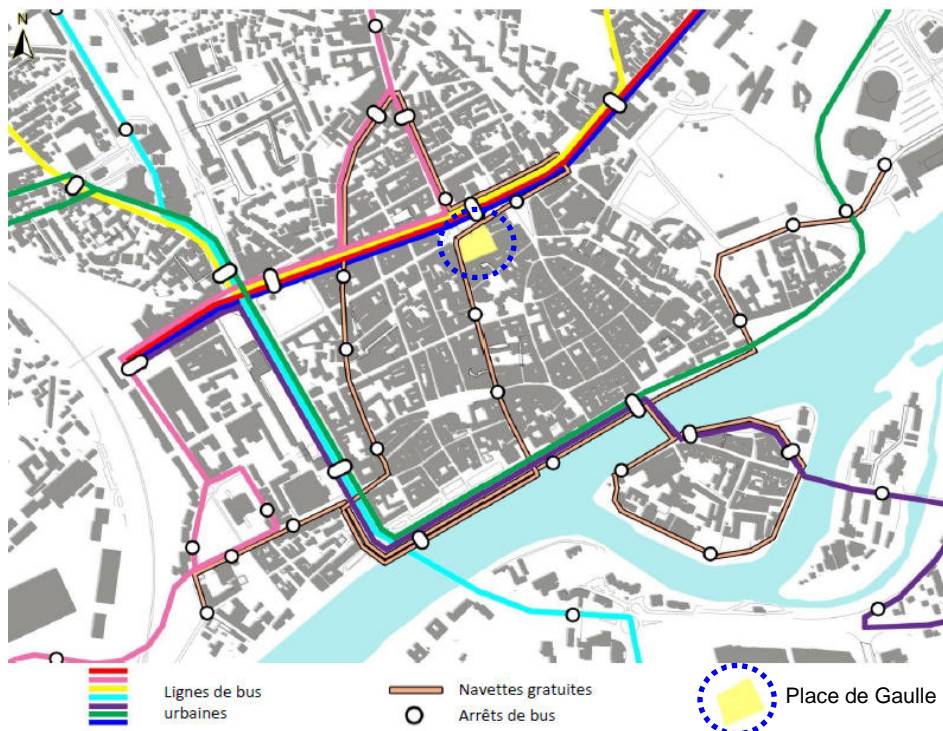 N
Lignes de bus
urbaines
Navettes gratuites
Arrêts de bus
Place de Gaulle